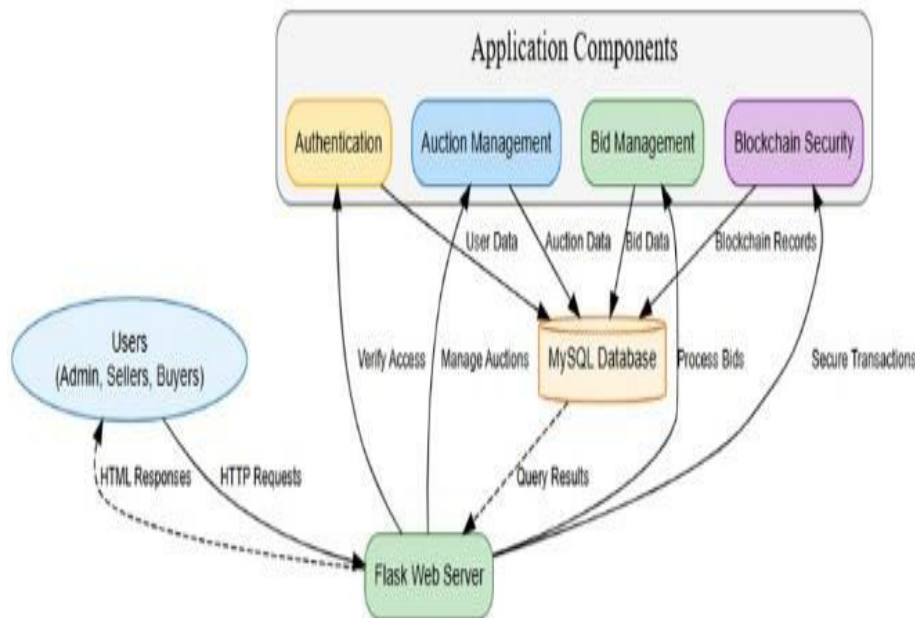 Application Components
Authentication
Auction Management
Bid Management
Blockchain Security
User Data
Auction Data
Bid Data
Blockchain Records
Users
(Admin, Sellers, Buyers)
MySQL Database
Verify Access
Manage Auctions
Process Bids
Secure Transactions
HTML Responses
HTTP Requests
Query Results
Flask Web Server